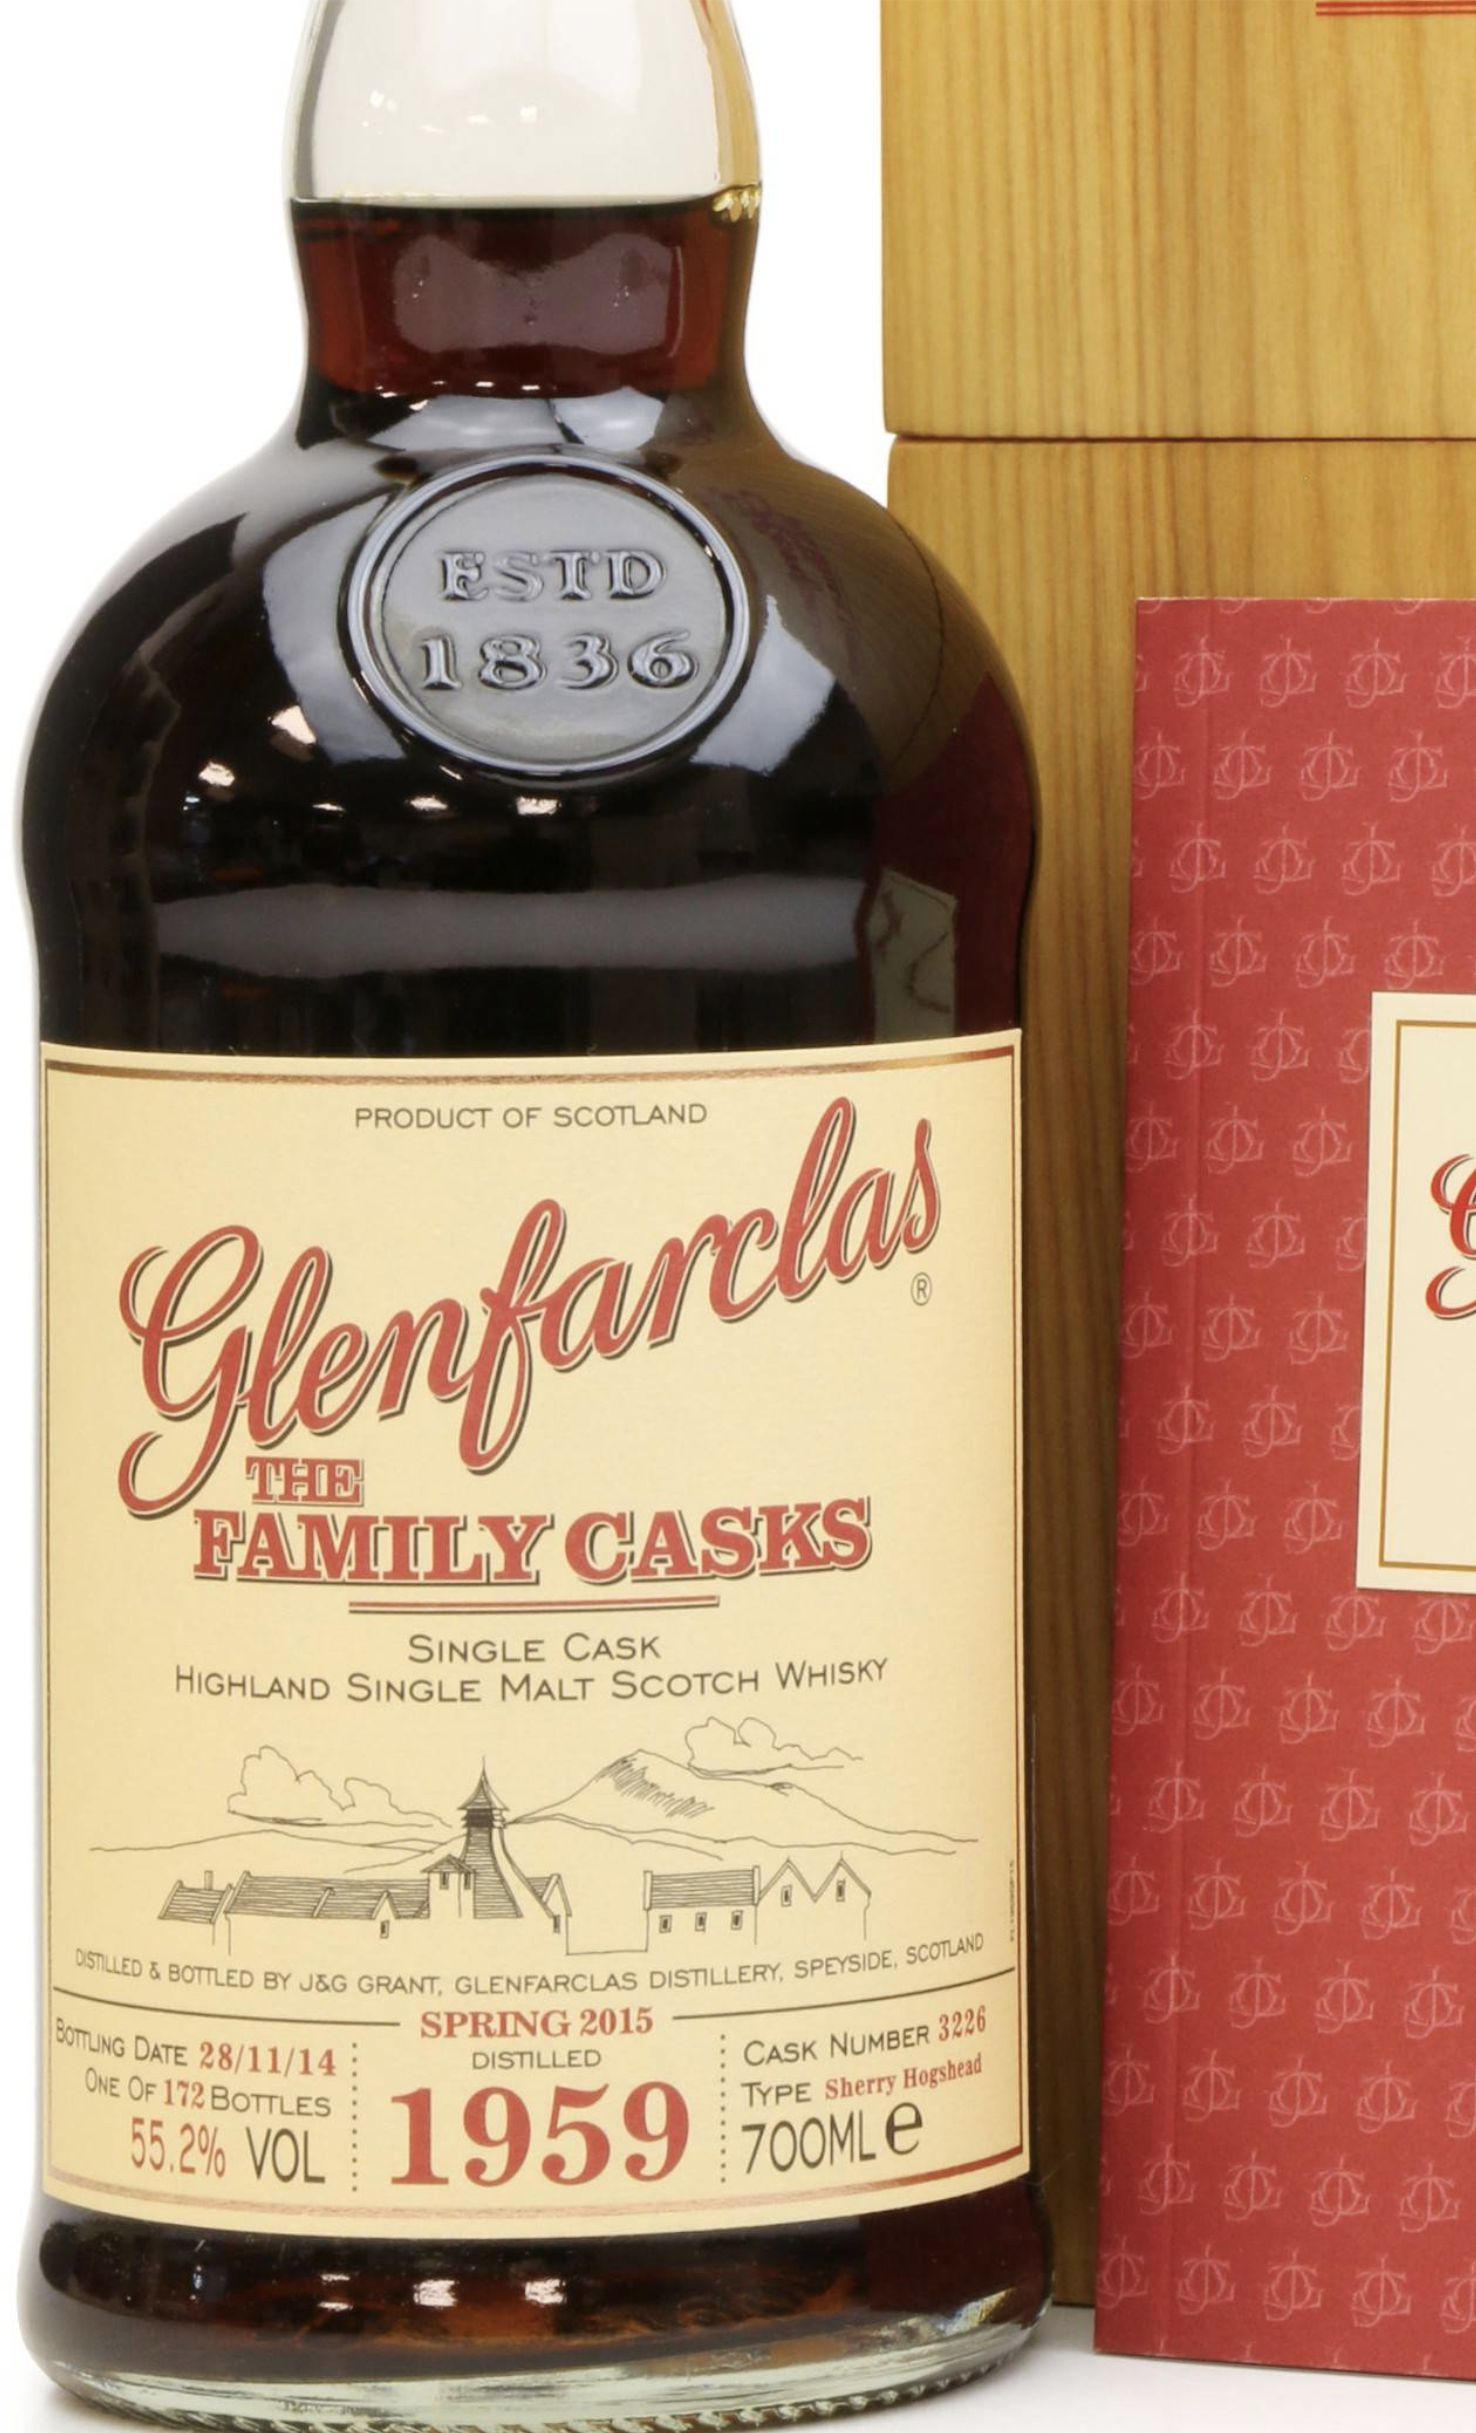 ESTD
1836
PRODUCT OF SCOTLAND
Glenfarclas
®
THE
FAMILY CASKS
SINGLE CASK
HIGHLAND SINGLE MALT SCOTCH WHISKY
DISTILLED & BOTTLED BY J&G GRANT, GLENFARCLAS DISTILLERY, SPEYSIDE, SCOTLAND
SPRING 2015
BOTTLING DATE 28/11/14
ONE OF 172 BOTTLES
55.2% VOL
DISTILLED
1959
CASK NUMBER 3226
TYPE Sherry Hogshead
700ML e